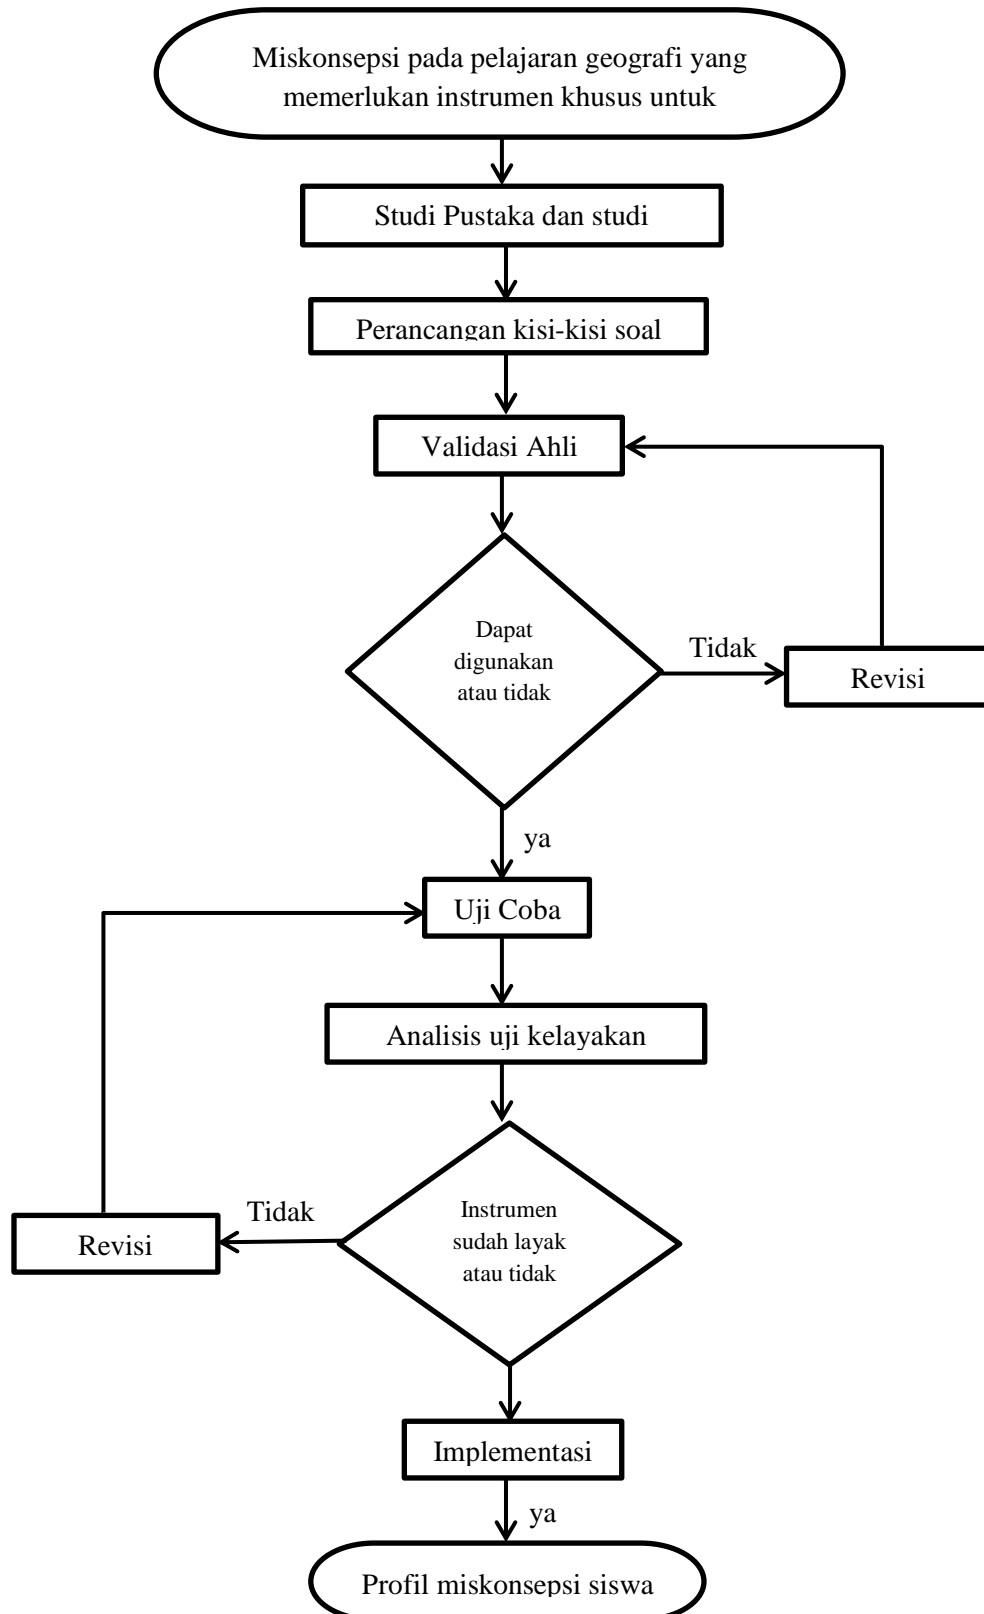 Miskonsepsi pada pelajaran geografi yang
memerlukan instrumen khusus untuk
Studi Pustaka dan studi
Perancangan kisi-kisi soal
Validasi Ahli
Dapat
digunakan
atau tidak
Tidak
Revisi
ya
Uji Coba
Analisis uji kelayakan
Instrumen
sudah layak
atau tidak
Tidak
Revisi
Implementasi
ya
Profil miskonsepsi siswa